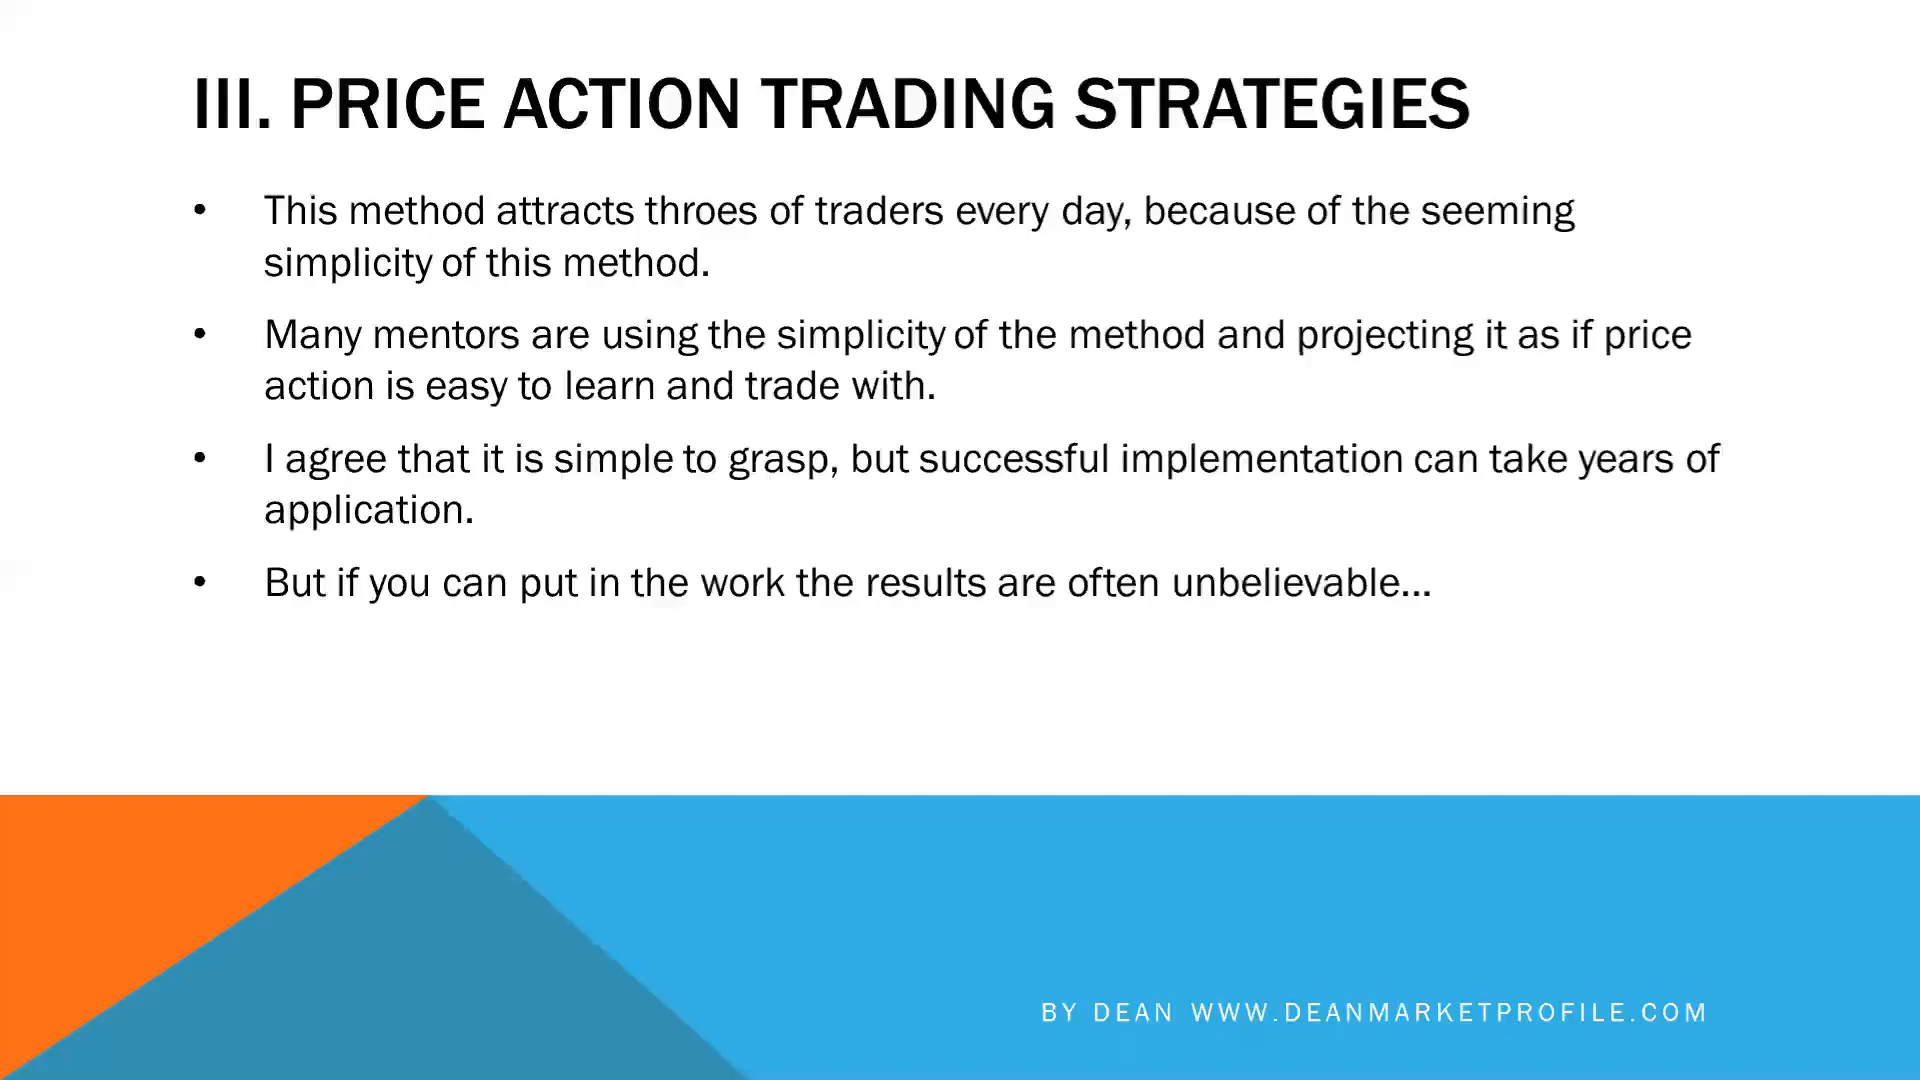 III. PRICE ACTION TRADING STRATEGIES
• This method attracts throes of traders every day, because of the seeming
simplicity of this method.
• Many mentors are using the simplicity of the method and projecting it as if price
action is easy to learn and trade with.
• I agree that it is simple to grasp, but successful implementation can take years of
application.
• But if you can put in the work the results are often unbelievable...
BY DEAN WWW.DEANMARKETPROFILE.COM